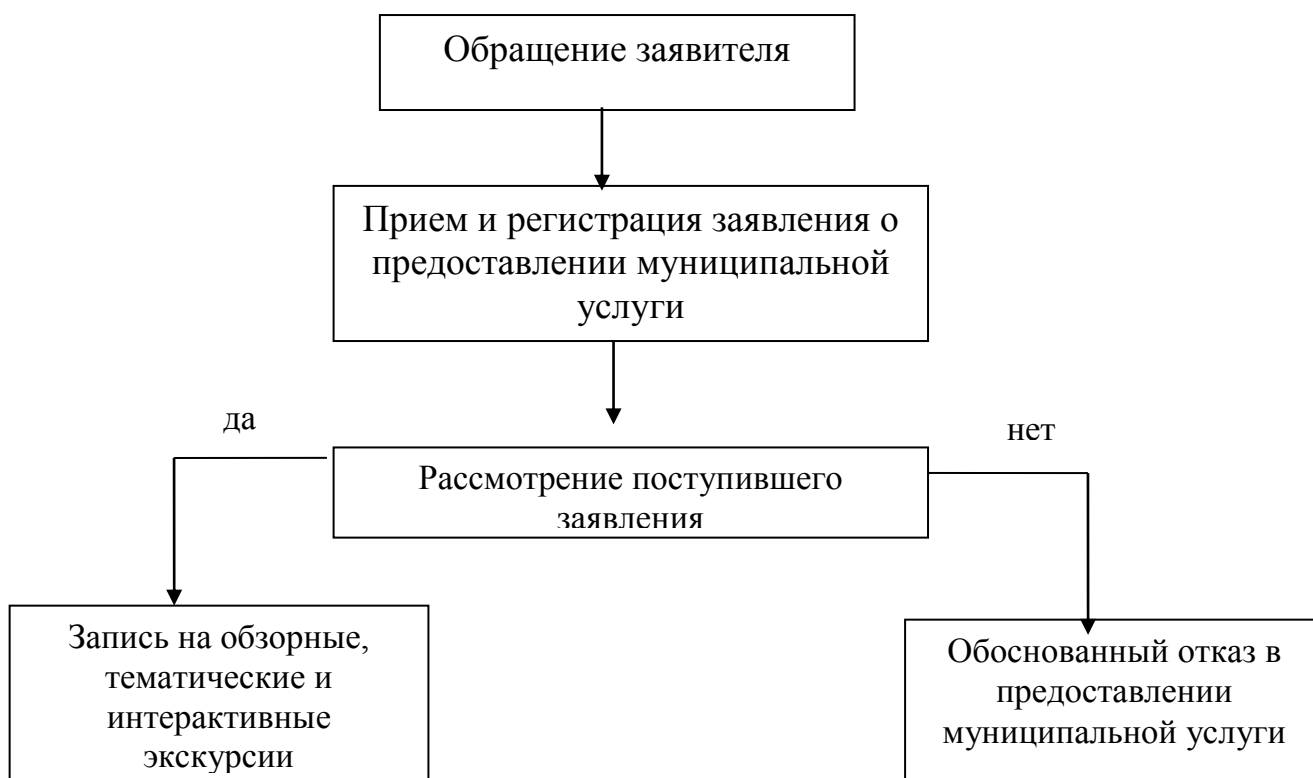 Обращение заявителя
Прием и регистрация заявления о
предоставлении муниципальной
услуги
да
нет
Рассмотрение поступившего
заявления
Запись на обзорные,
тематические и
интерактивные
экскурсии
Обоснованный отказ в
предоставлении
муниципальной услуги